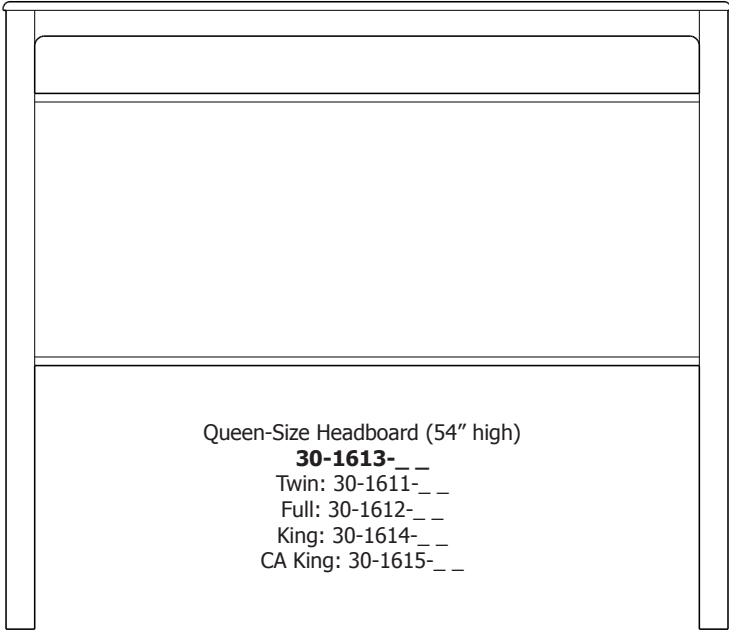 Queen-Size Headboard (54” high)
30-1613-_ _
Twin: 30-1611-_ _
Full: 30-1612-_ _
King: 30-1614-_ _
CA King: 30-1615-_ _